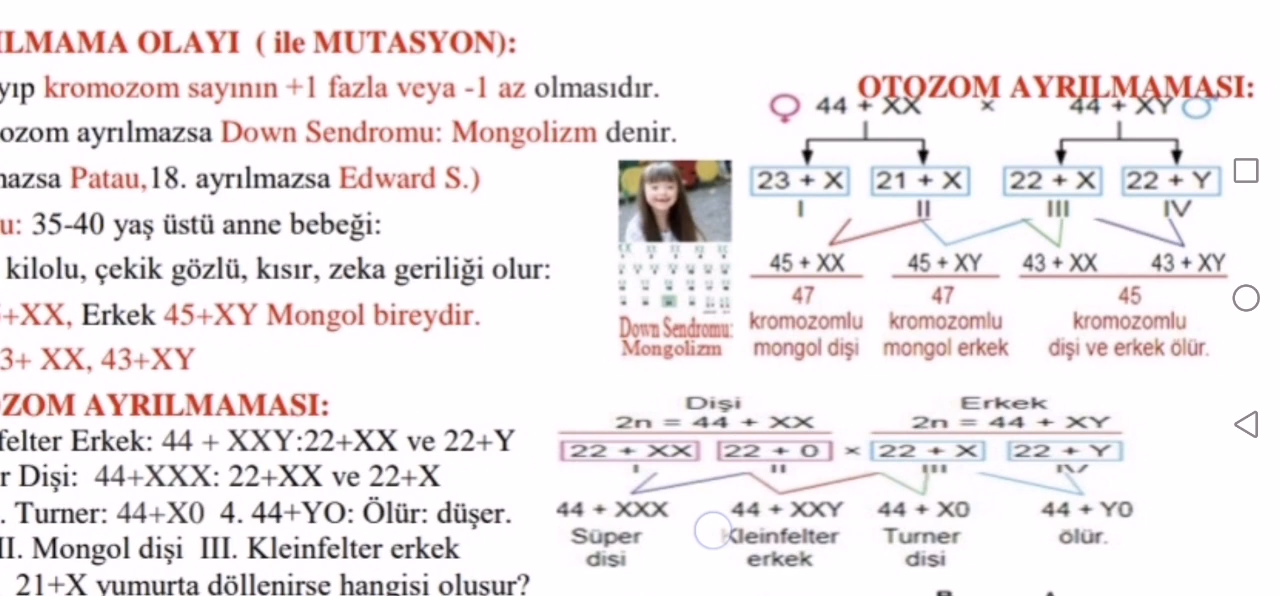 ILMAMA OLAYI ( ile MUTASYON):
yıp kromozom sayının +1 fazla veya -1 az olmasıdır.
ozom ayrılmazsa Down Sendromu: Mongolizm denir.
mazsa Patau,18. ayrılmazsa Edward S.)
u: 35-40 yaş üstü anne bebeği:
kilolu, çekik gözlü, kısır, zeka geriliği olur:
+XX, Erkek 45+XY Mongol bireydir.
3+ XX, 43+XY
OTOZOM AYRILMAMASI:
♀ 44 + XX × 44 + XY ♂
23 + X 21 + X 22 + X 22 + Y
I II III IV
45 + XX 45 + XY 43 + XX 43 + XY
47 47 45
kromozomlu kromozomlu kromozomlu
mongol dişi mongol erkek dişi ve erkek ölür.
Down Sendromu:
Mongolizm
ZOM AYRILMAMASI:
felter Erkek: 44 + XXY:22+XX ve 22+Y
r Dişi: 44+XXX: 22+XX ve 22+X
. Turner: 44+X0 4. 44+YO: Ölür: düşer.
II. Mongol dişi III. Kleinfelter erkek
21+X yumurta döllenirse hangisi oluşur?
Dişi Erkek
2n = 44 + XX 2n = 44 + XY
22 + XX 22 + 0 × 22 + X 22 + Y
I II III IV
44 + XXX 44 + XXY 44 + X0 44 + Y0
Süper Kleinfelter Turner ölür.
dişi erkek dişi